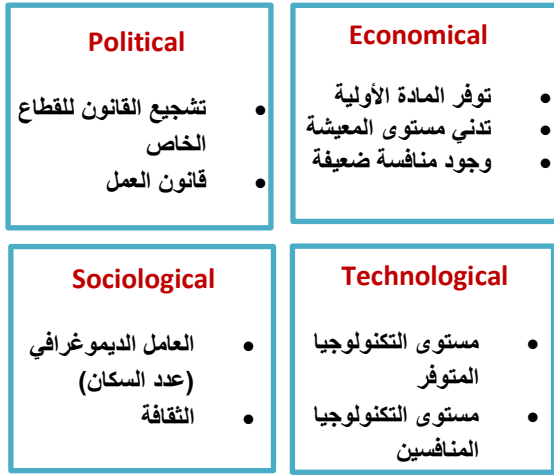 Political
تشجيع القانون للقطاع
الخاص
قانون العمل
Economical
توفر المادة الأولية
تدني مستوى المعيشة
وجود منافسة ضعيفة
Sociological
العامل الديموغرافي
(عدد السكان)
الثقافة
Technological
مستوى التكنولوجيا
المتوفر
مستوى التكنولوجيا
المنافسين